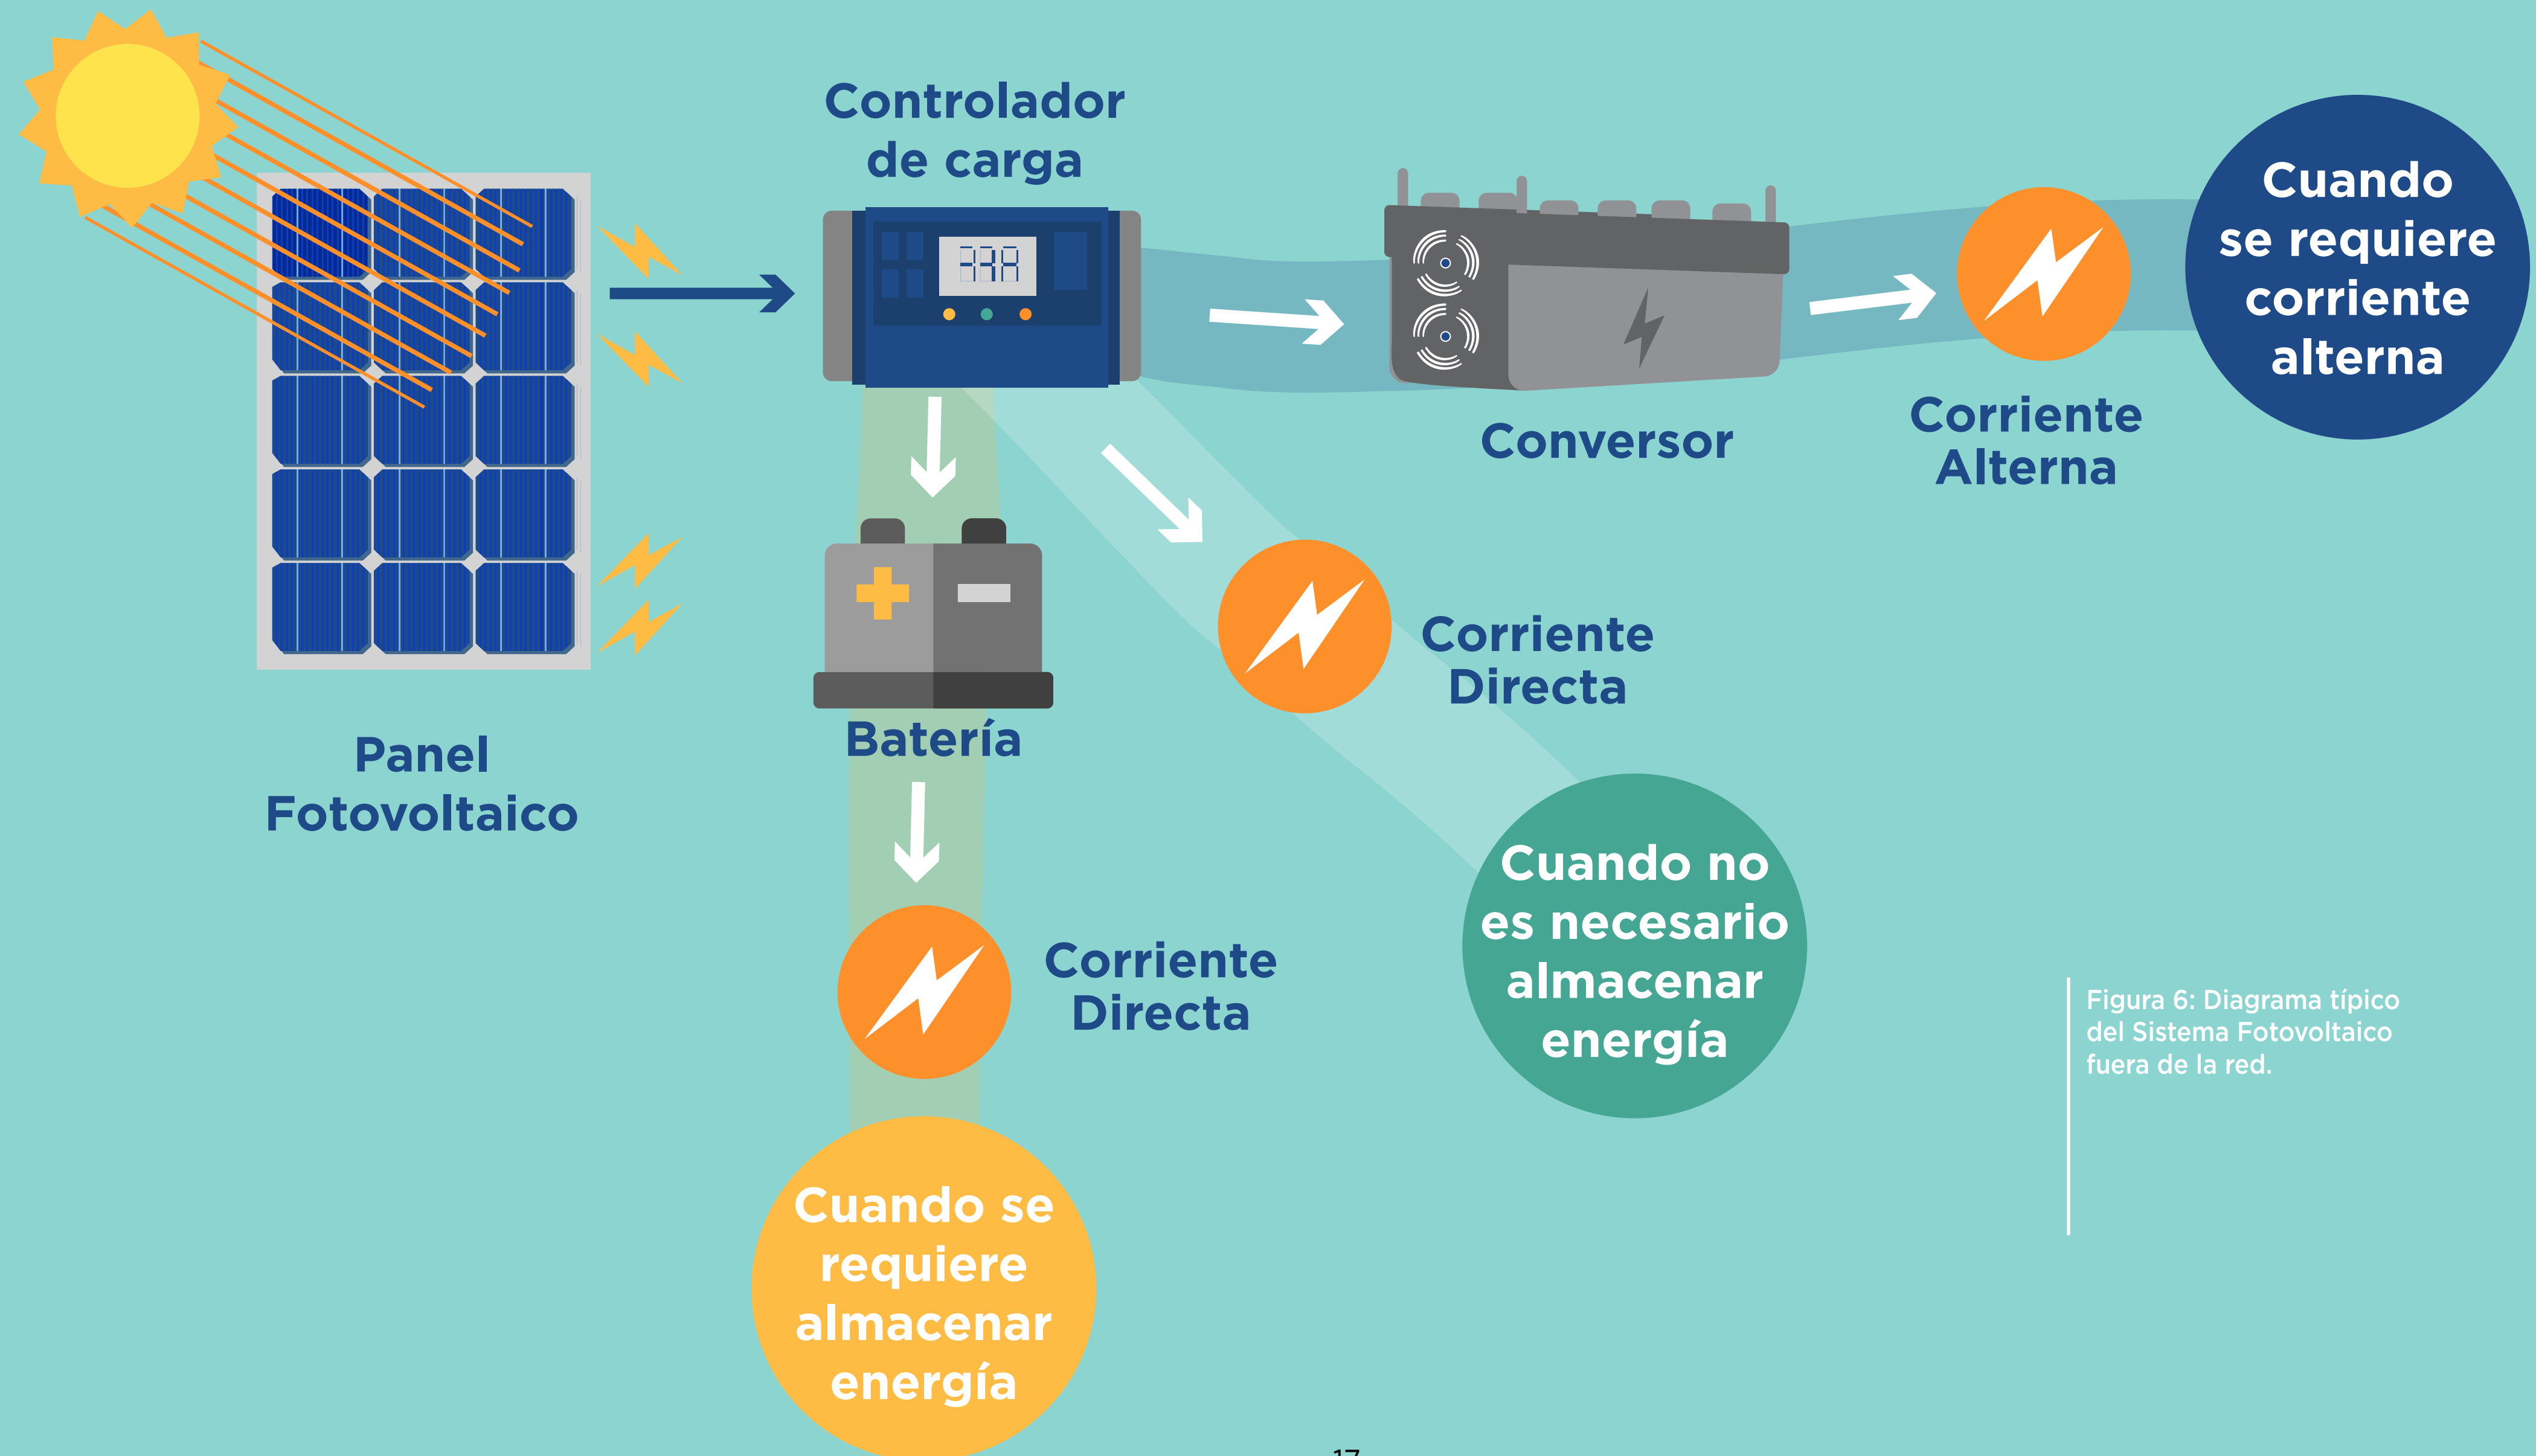 Controlador
de carga
Cuando
se requiere
corriente
alterna
Conversor
Corriente
Alterna
Corriente
Directa
Batería
Panel
Fotovoltaico
Cuando no
es necesario
almacenar
energía
Corriente
Directa
Figura 6: Diagrama típico
del Sistema Fotovoltaico
fuera de la red.
Cuando se
requiere
almacenar
energía
17